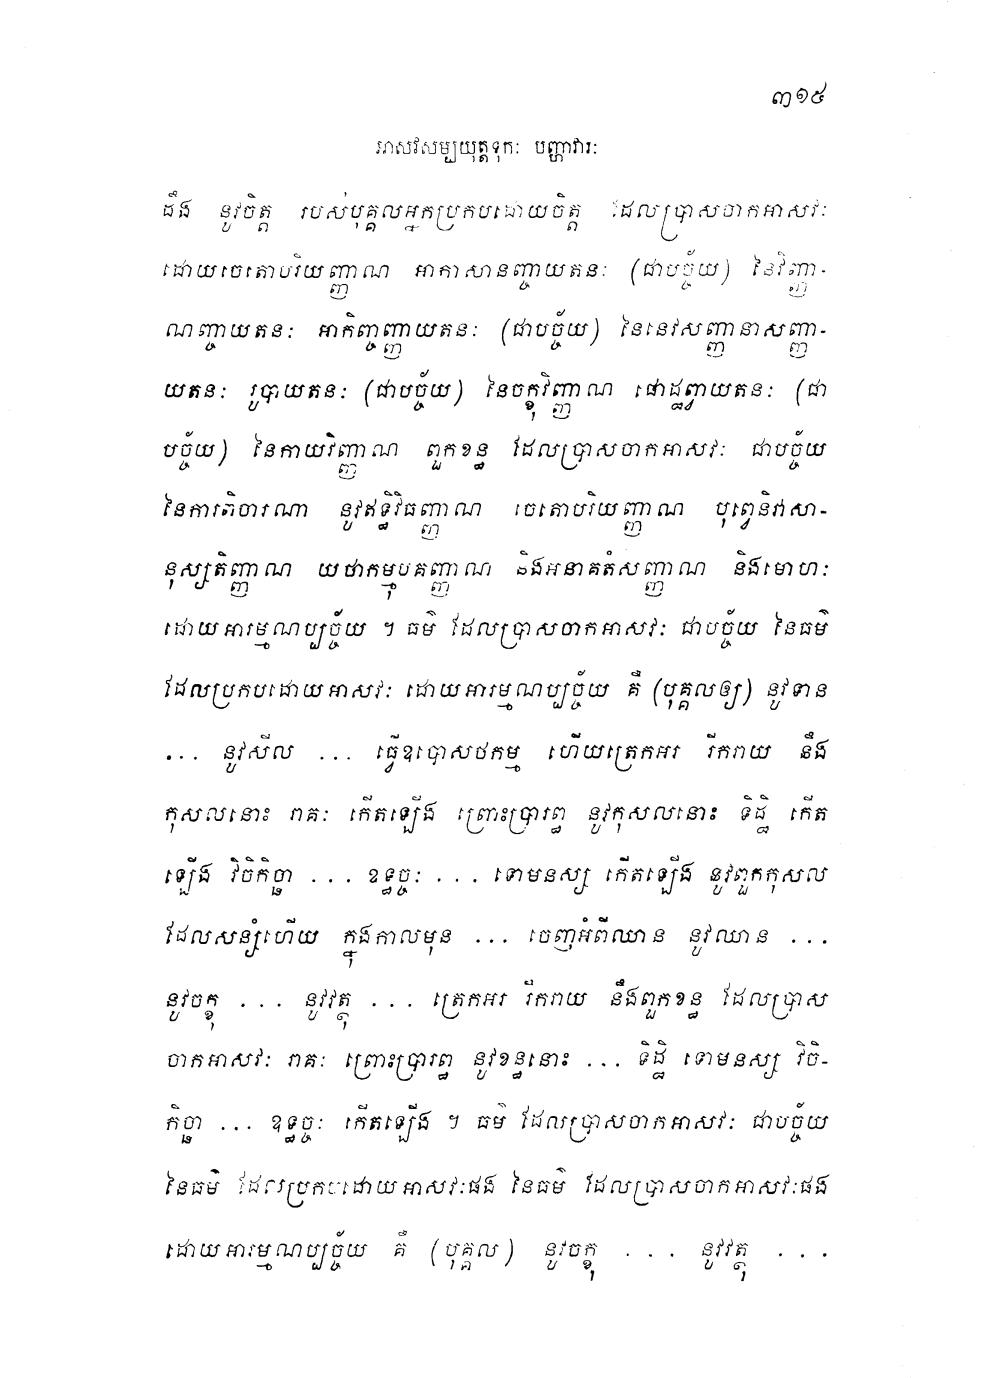 ៣១៥
អាសវសម្បយុត្តទុកៈ បញ្ហាវារៈ
ដឹង នូវចិត្ត របស់បុគ្គលអ្នកប្រកបដោយចិត្ត ដែលប្រាសចាកអាសវៈ
ដោយចេតោបរិយញ្ញាណ អាកាសានញ្ចាយតនៈ (ជាបច្ច័យ) នៃវិញ្ញា-
ណញ្ចាយតនៈ អាកិញ្ចញ្ញាយតនៈ (ជាបច្ច័យ) នៃនេវសញ្ញានាសញ្ញា-
យតនៈ រូបាយតនៈ (ជាបច្ច័យ) នៃចក្ខុវិញ្ញាណ ផោដ្ឋព្វាយតនៈ (ជា
បច្ច័យ) នៃកាយវិញ្ញាណ ពួកខន្ធ ដែលប្រាសចាកអាសវៈ ជាបច្ច័យ
នៃការពិចារណា នូវឥទ្ធិវិធញ្ញាណ ចេតោបរិយញ្ញាណ បុព្វេនិវាសា-
នុស្សតិញ្ញាណ យថាកម្មុបគញ្ញាណ និងអនាគតំសញ្ញាណ និងមោហៈ
ដោយអារម្មណប្បច្ច័យ ។ ធម៌ ដែលប្រាសចាកអាសវៈ ជាបច្ច័យ នៃធម៌
ដែលប្រកបដោយអាសវៈ ដោយអារម្មណប្បច្ច័យ គឺ (បុគ្គលឲ្យ) នូវទាន
... នូវសីល ... ធ្វើឧបោសថកម្ម ហើយត្រេកអរ រីករាយ នឹង
កុសលនោះ រាគៈ កើតឡើង ព្រោះប្រារព្ធ នូវកុសលនោះ ទិដ្ឋិ កើត
ឡើង វិចិកិច្ឆា ... ឧទ្ធច្ចៈ ... ទោមនស្ស កើតឡើង នូវពួកកុសល
ដែលសន្សំហើយ ក្នុងកាលមុន ... ចេញអំពីឈាន នូវឈាន ...
នូវចក្ខុ ... នូវវត្ថុ ... ត្រេកអរ រីករាយ នឹងពួកខន្ធ ដែលប្រាស
ចាកអាសវៈ រាគៈ ព្រោះប្រារព្ធ នូវខន្ធនោះ ... ទិដ្ឋិ ទោមនស្ស វិចិ-
កិច្ឆា ... ឧទ្ធច្ចៈ កើតឡើង ។ ធម៌ ដែលប្រាសចាកអាសវៈ ជាបច្ច័យ
នៃធម៌ ដែលប្រកបដោយអាសវៈផង នៃធម៌ ដែលប្រាសចាកអាសវៈផង
ដោយអារម្មណប្បច្ច័យ គឺ (បុគ្គល) នូវចក្ខុ ... នូវវត្ថុ ...